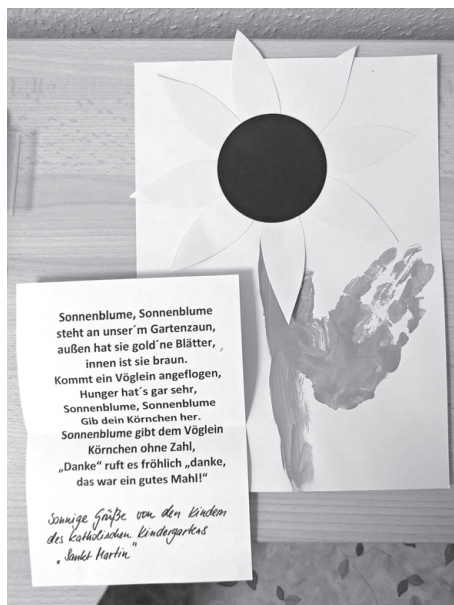 Sonnenblume, Sonnenblume
steht an unser´m Gartenzaun,
außen hat sie gold´ne Blätter,
innen ist sie braun.
Kommt ein Vöglein angeflogen,
Hunger hat´s gar sehr,
Sonnenblume, Sonnenblume
Gib dein Körnchen her.
Sonnenblume gibt dem Vöglein
Körnchen ohne Zahl,
„Danke“ ruft es fröhlich „danke,
das war ein gutes Mahl!“
Sonnige Grüße von den Kindern
des katholischen Kindergartens
„Sankt Martin“